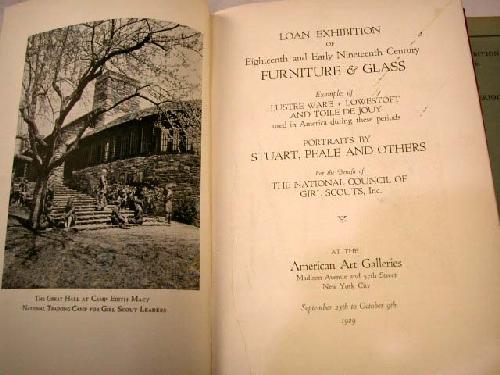 The Great Hall at Camp Edith Macy
National Training Camp for Girl Scout Leaders
LOAN EXHIBITION
OF
Eighteenth and Early Nineteenth Century
FURNITURE & GLASS
Example of
LUSTRE WARE, LOWESTOFT
AND TOILE DE JOUY
used in America during these periods
PORTRAITS BY
STUART, PEALE AND OTHERS
For the Benefit of
THE NATIONAL COUNCIL OF
GIRL SCOUTS, Inc.
AT THE
American Art Galleries
Madison Avenue and 57th Street
New York City
September 25th to October 9th
1929